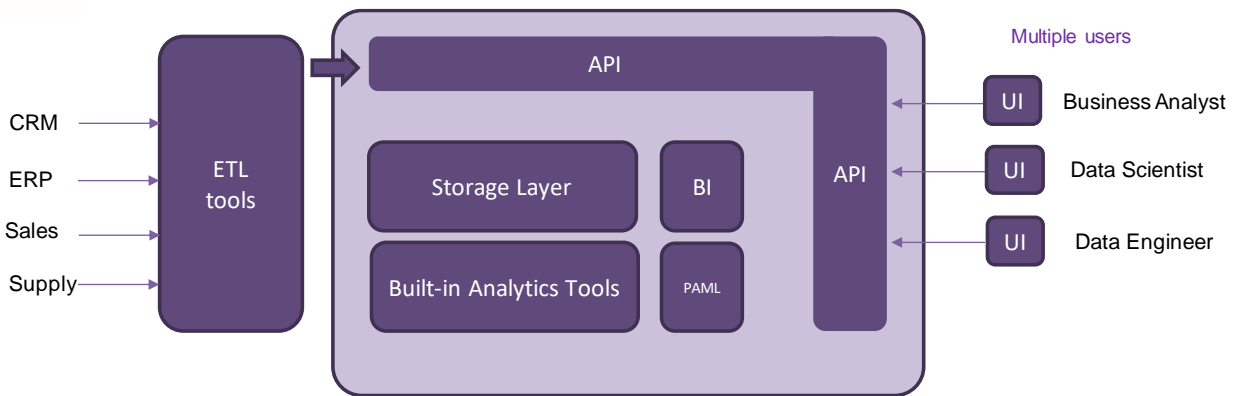 CRM
ERP
Sales
Supply
ETL
tools
API
Storage Layer
BI
Built-in Analytics Tools
PAML
API
Multiple users
UI
Business Analyst
UI
Data Scientist
UI
Data Engineer